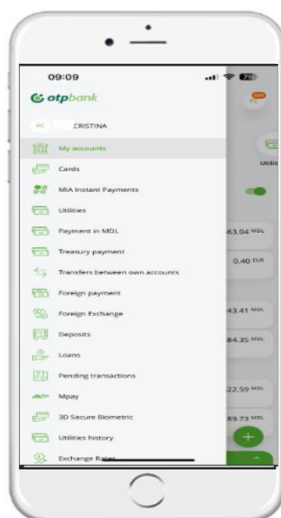 09:09
otpbank
PC CRISTINA
My accounts
Cards
MIA Instant Payments
Utilities
Payment in MDL
Treasury payment
Transfers between own accounts
Foreign payment
Foreign Exchange
Deposits
Loans
Pending transactions
Mpay
3D Secure Biometric
Utilities history
Exchange Rates
63.04 MDL
0.40 EUR
43.41 MDL
84.35 MDL
22.59 MDL
89.73 MDL